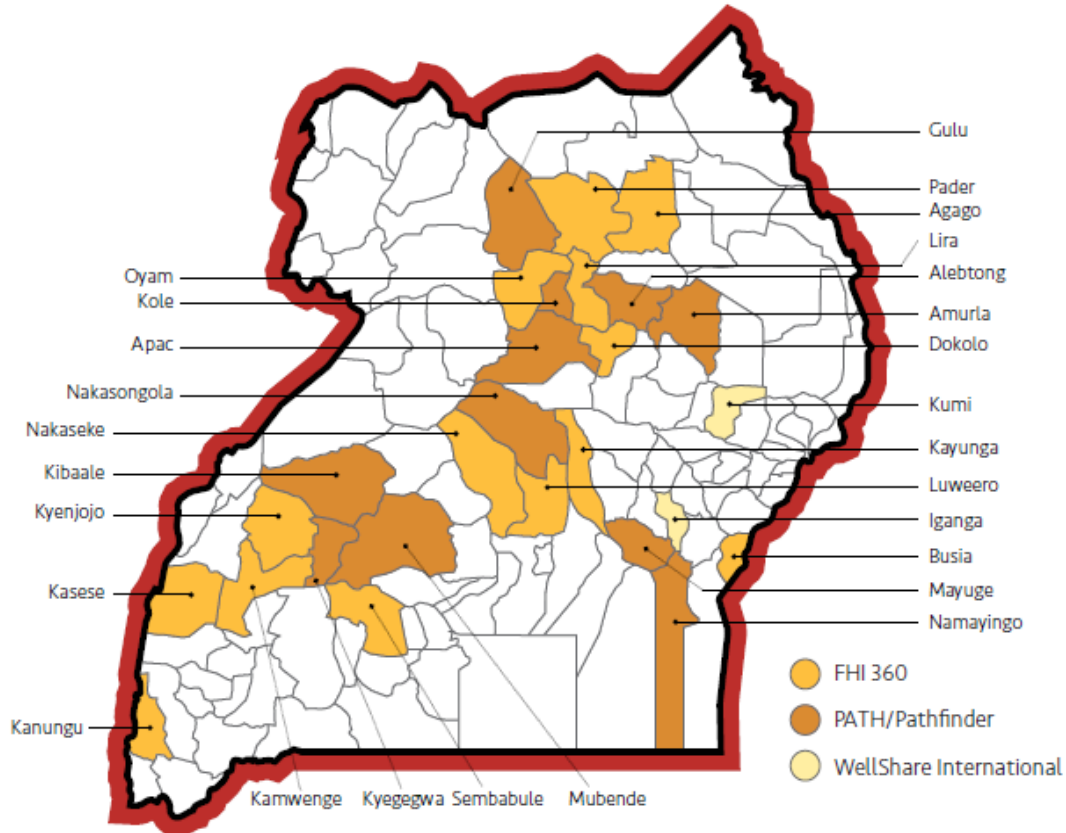 Gulu
Pader
Agago
Lira
Alebtong
Amurla
Dokolo
Kumi
Kayunga
Luweero
Iganga
Busia
Mayuge
Namayingo
Oyam
Kole
Apac
Nakasongola
Nakaseke
Kibaale
Kyenjojo
Kasese
Kanungu
Kamwenge
Kyegegwa
Sembabule
Mubende
FHI 360
PATH/Pathfinder
WellShare International